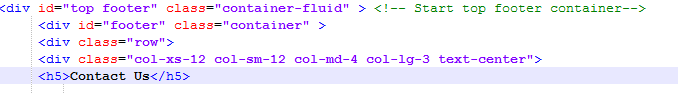 <div id="top footer" class="container-fluid" > <!-- Start top footer container-->
<div id="footer" class="container" >
<div class="row">
<div class="col-xs-12 col-sm-12 col-md-4 col-lg-3 text-center">
<h5>Contact Us</h5>